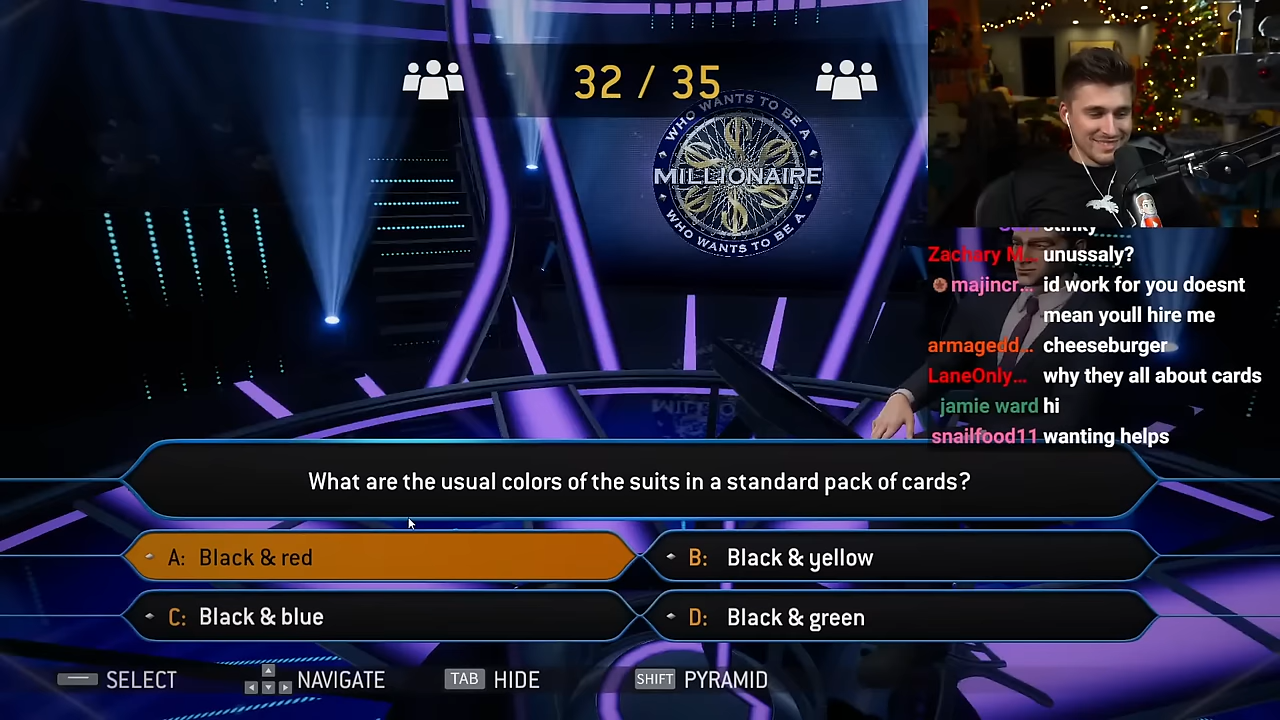 32 / 35
WHO WANTS TO BE A
MILLIONAIRE
WHO WANTS TO BE A
stinky
Zachary M... unussaly?
majincr... id work for you doesnt
mean youll hire me
armagedd... cheeseburger
LaneOnly... why they all about cards
jamie ward hi
snailfood11 wanting helps
What are the usual colors of the suits in a standard pack of cards?
A: Black & red
B: Black & yellow
C: Black & blue
D: Black & green
SELECT
NAVIGATE
TAB HIDE
SHIFT PYRAMID